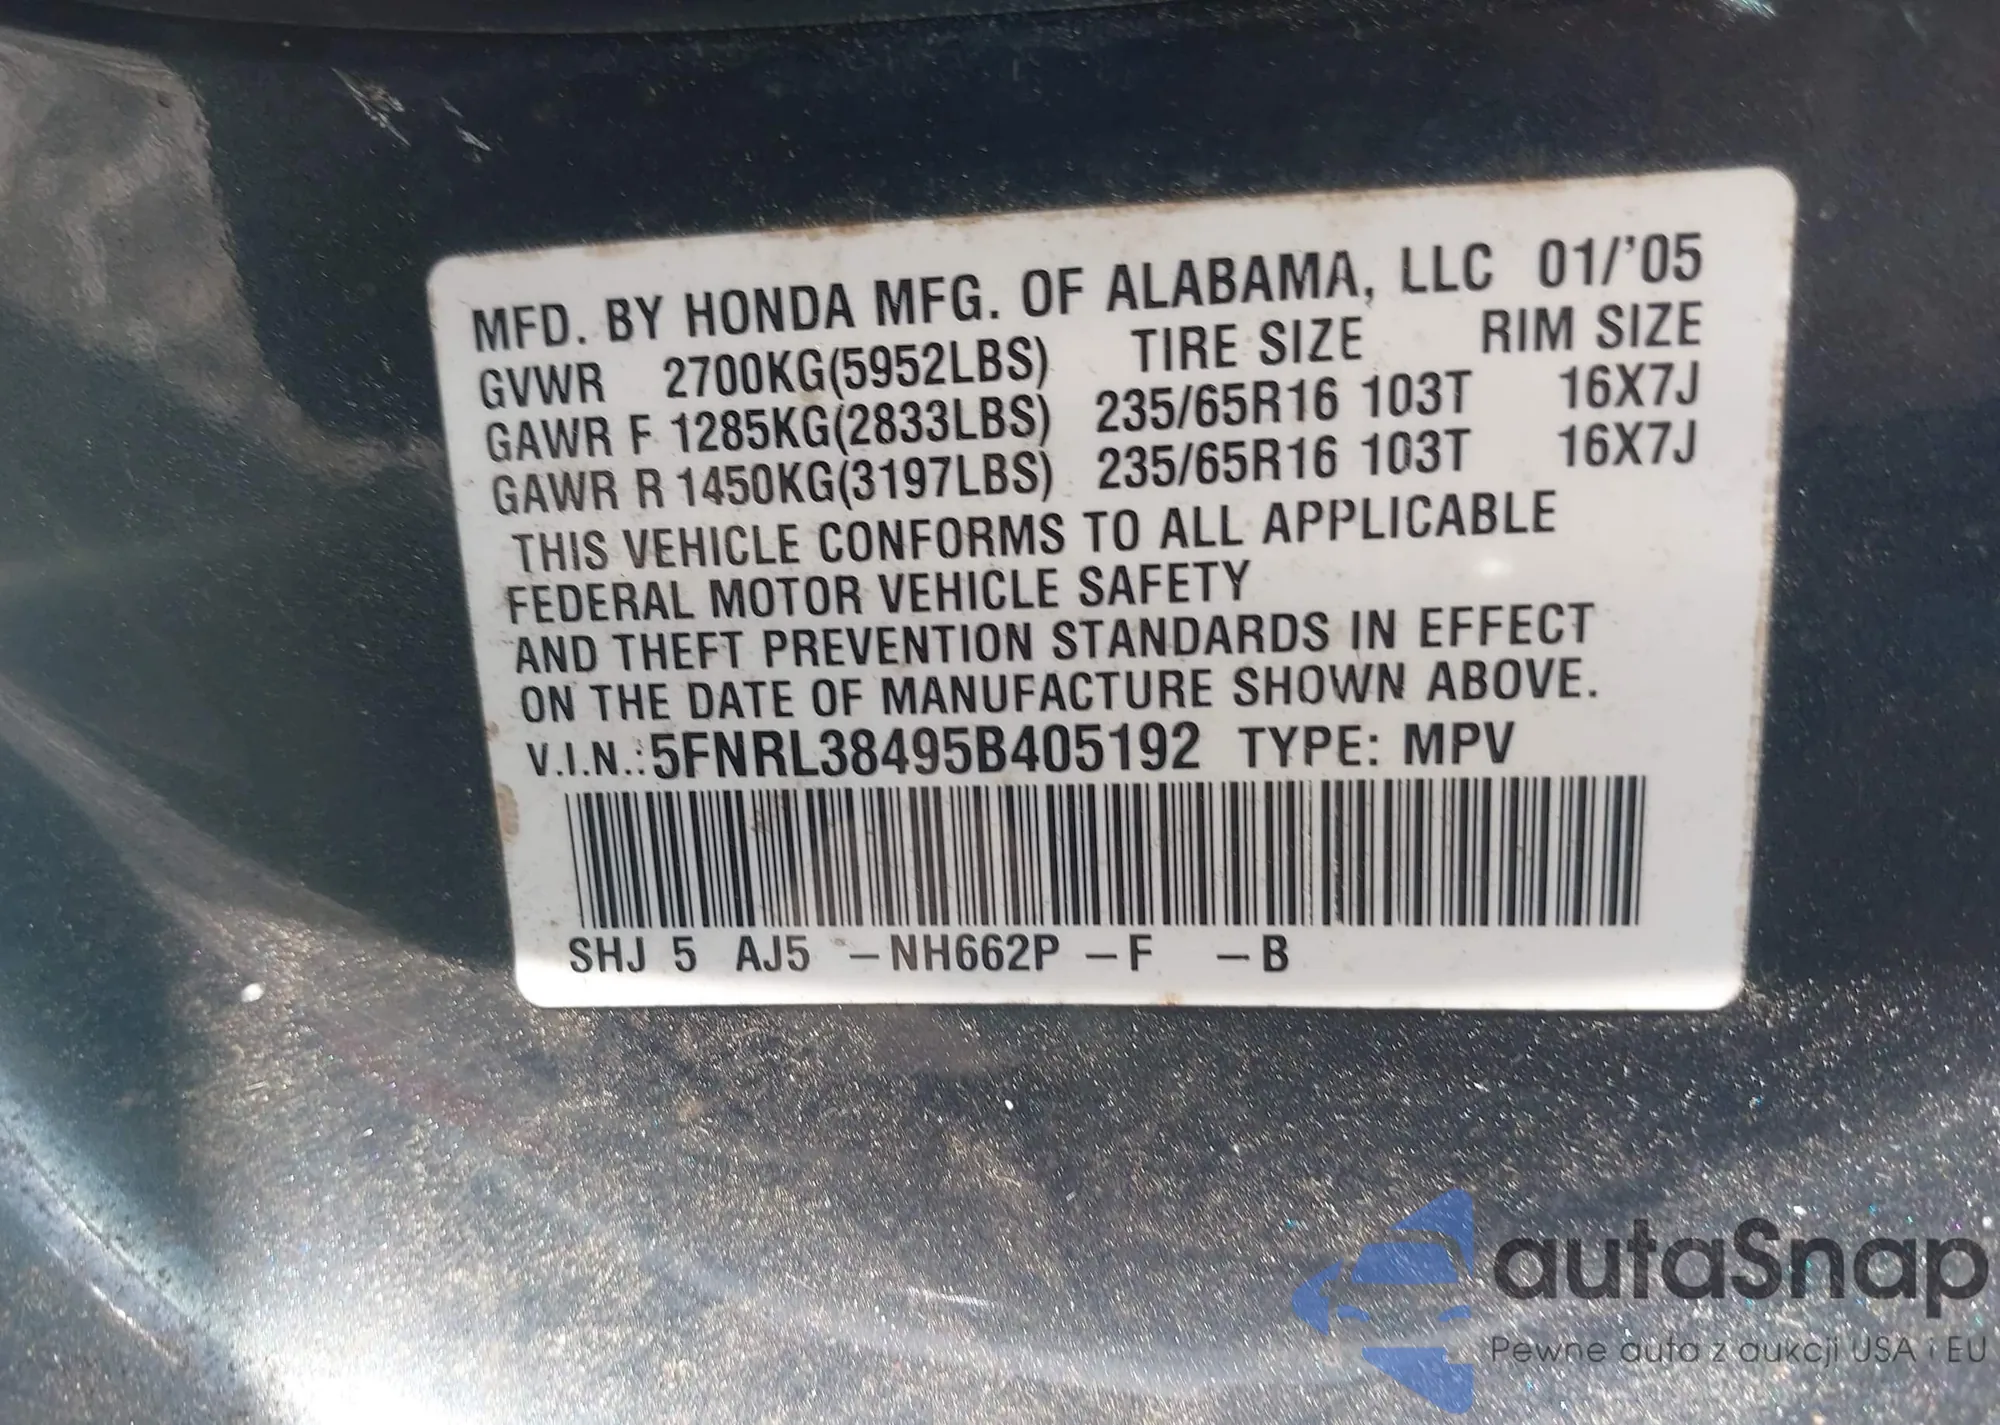 MFD. BY HONDA MFG. OF ALABAMA, LLC 01/'05
GVWR 2700KG(5952LBS) TIRE SIZE RIM SIZE
GAWR F 1285KG(2833LBS) 235/65R16 103T 16X7J
GAWR R 1450KG(3197LBS) 235/65R16 103T 16X7J
THIS VEHICLE CONFORMS TO ALL APPLICABLE
FEDERAL MOTOR VEHICLE SAFETY
AND THEFT PREVENTION STANDARDS IN EFFECT
ON THE DATE OF MANUFACTURE SHOWN ABOVE.
V.I.N.:5FNRL38495B405192 TYPE: MPV
SHJ 5 AJ5 –NH662P –F –B
autaSnap
Pewne auta z aukcji USA i EU